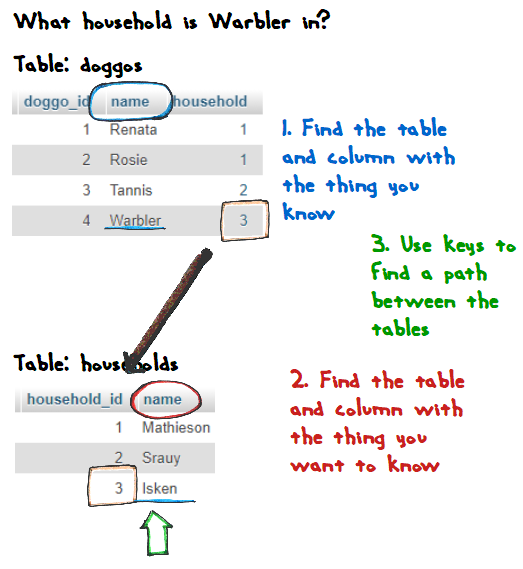 What household is Warbler in?
Table: doggos
doggo_id name household
1 Renata 1
2 Rosie 1
3 Tannis 2
4 Warbler 3
1. Find the table
and column with
the thing you
know
3. Use keys to
Find a path
between the
tables
Table: households
household_id name
1 Mathieson
2 Srauy
3 Isken
2. Find the table
and column with
the thing you
want to know